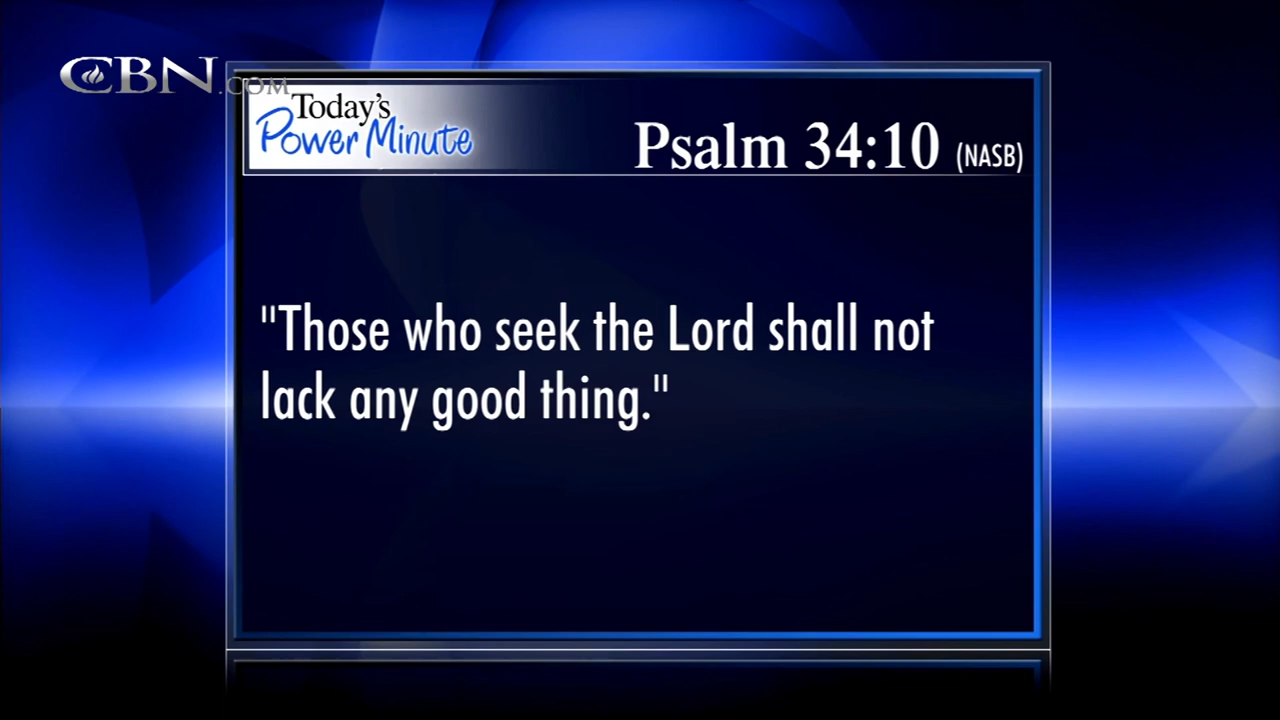 CBN.COM
Today's
Power Minute
Psalm 34:10 (NASB)
"Those who seek the Lord shall not
lack any good thing."